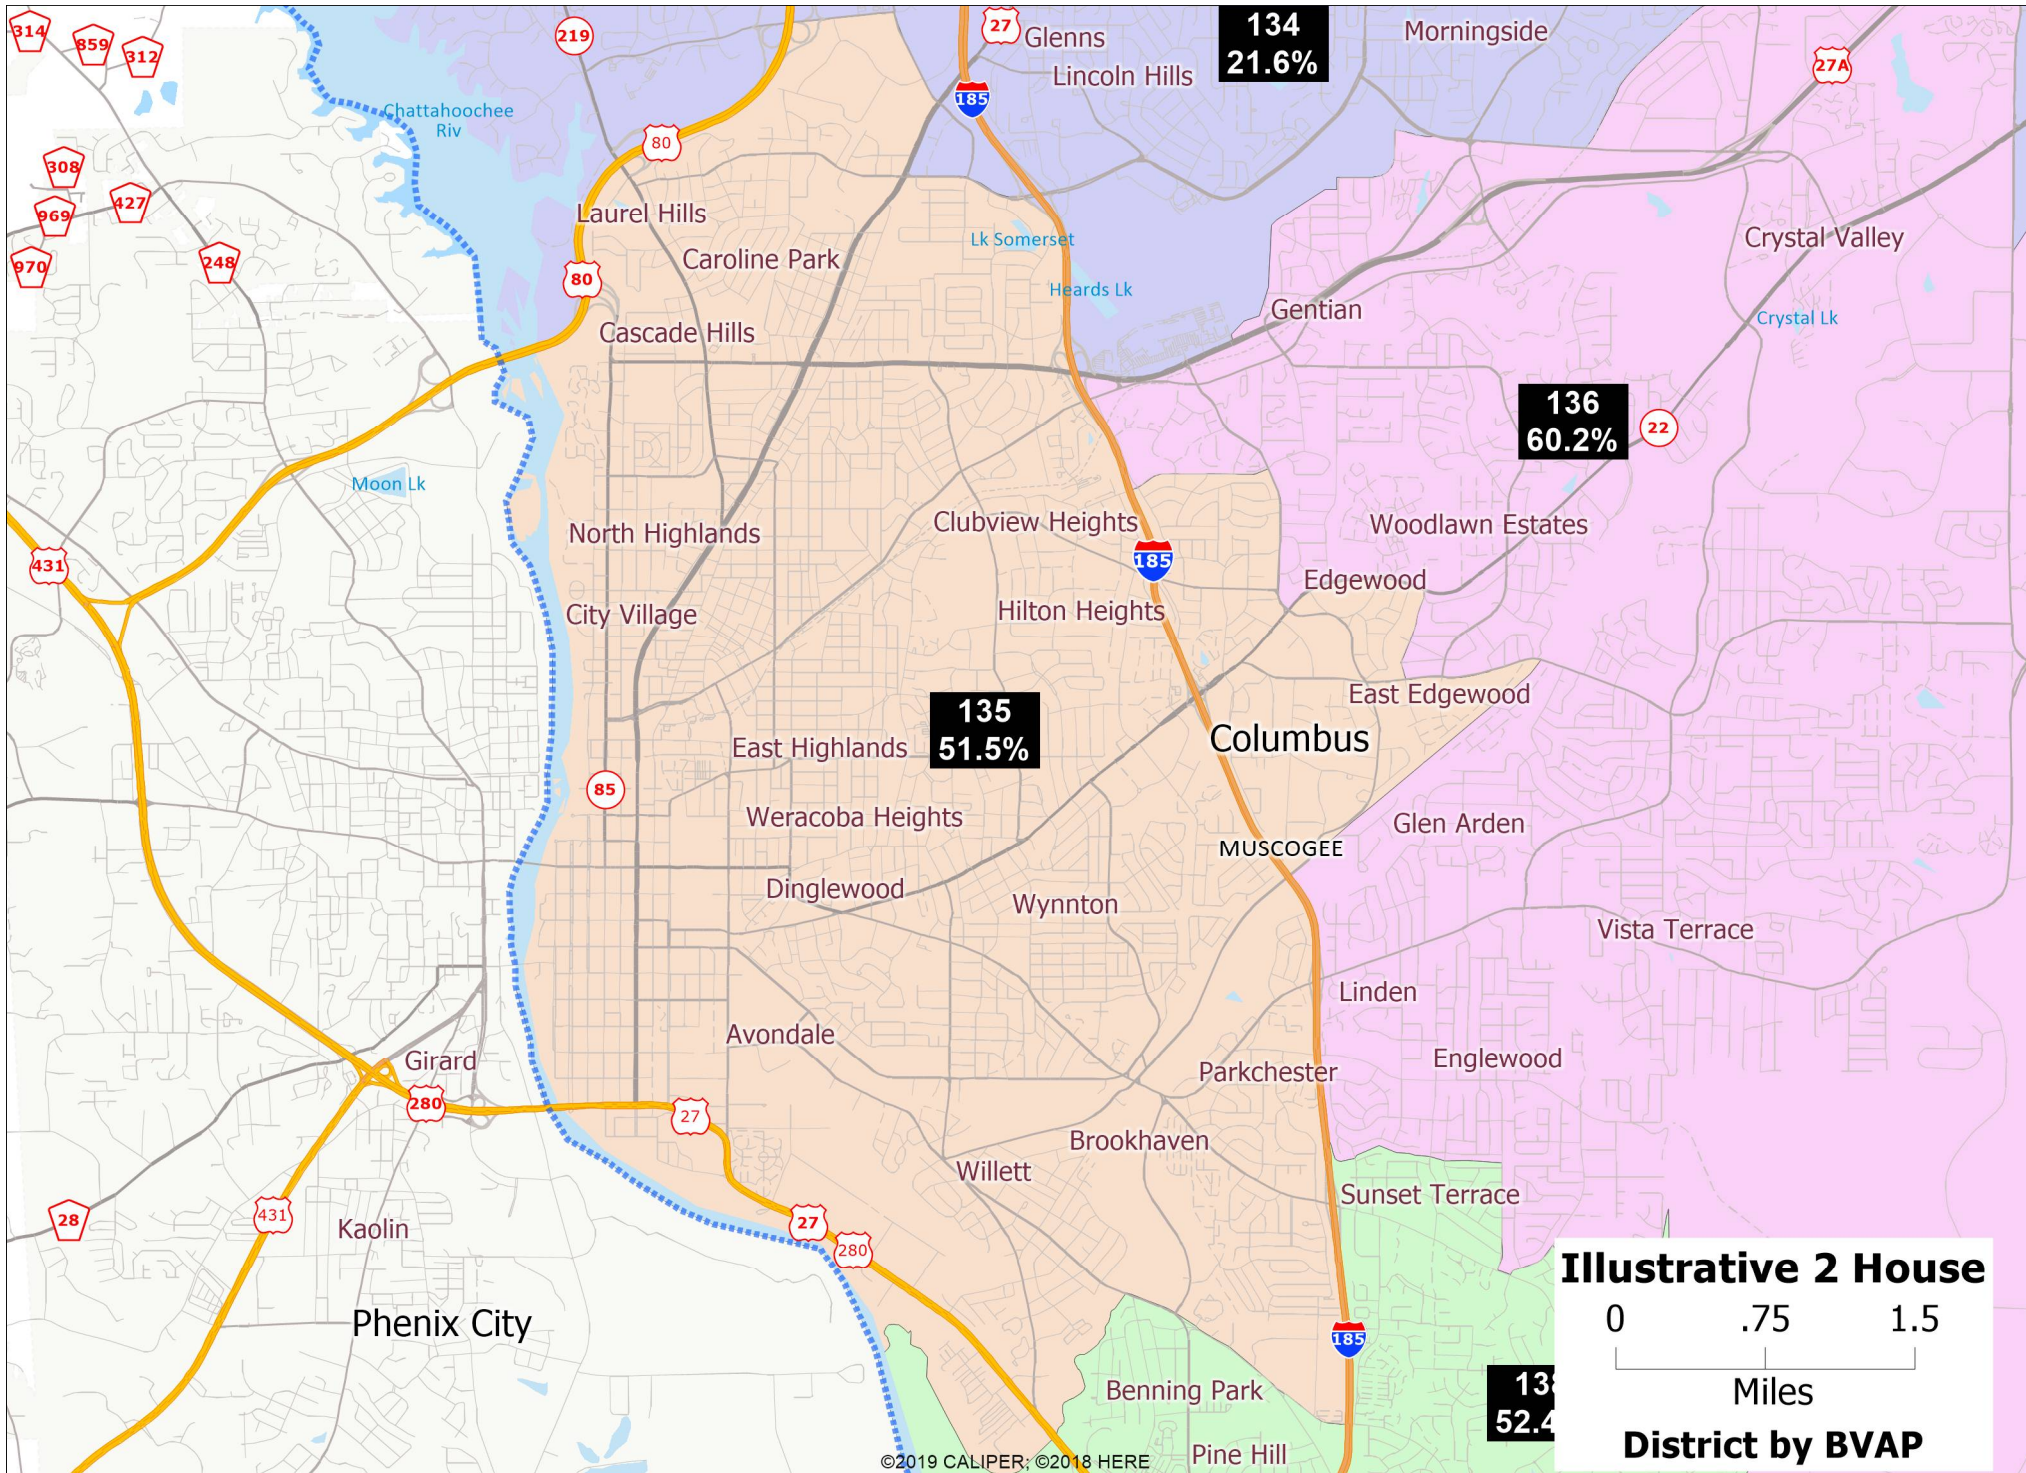 314
859
312
219
27
Glenns
134
21.6%
Morningside
27A
Lincoln Hills
185
Chattahoochee
Riv
80
308
427
969
970
248
Laurel Hills
Caroline Park
Lk Somerset
Crystal Valley
80
Heards Lk
Gentian
Crystal Lk
Cascade Hills
136
60.2%
22
Moon Lk
North Highlands
Clubview Heights
Woodlawn Estates
431
185
Edgewood
City Village
Hilton Heights
East Edgewood
135
51.5%
Columbus
East Highlands
85
Weracoba Heights
Glen Arden
MUSCOGEE
Dinglewood
Wynnton
Vista Terrace
Linden
Avondale
Girard
Englewood
Parkchester
280
27
Brookhaven
Willett
Sunset Terrace
28
431
Kaolin
27
280
Phenix City
185
Benning Park
Pine Hill
52.4
Illustrative 2 House
0 .75 1.5
Miles
District by BVAP
©2019 CALIPER; ©2018 HERE